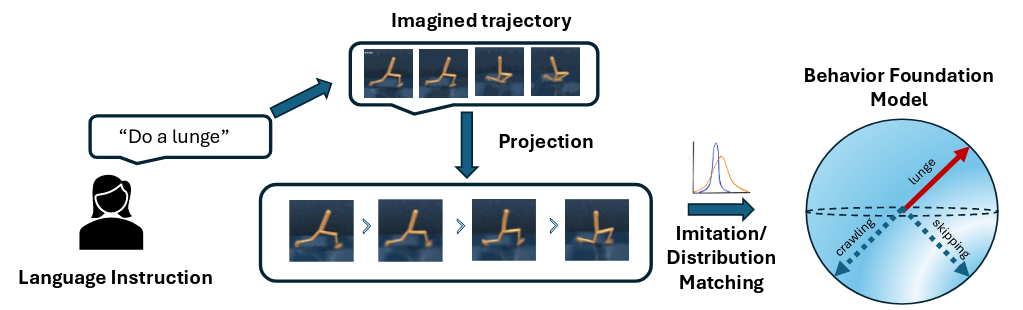 Imagined trajectory
“Do a lunge”
Language Instruction
Projection
Imitation/
Distribution
Matching
Behavior Foundation
Model
lunge
crawling
skipping